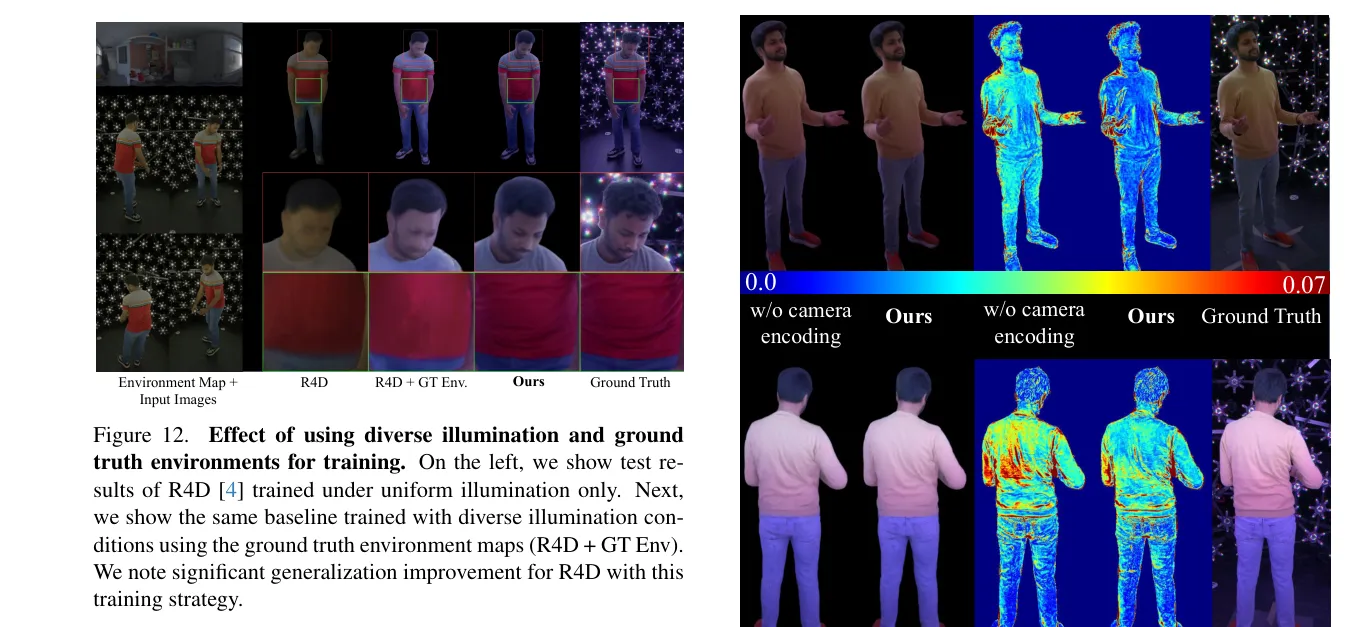 Environment Map +
Input Images
R4D
R4D + GT Env.
Ours
Ground Truth
Figure 12. Effect of using diverse illumination and ground
truth environments for training. On the left, we show test re-
sults of R4D [4] trained under uniform illumination only. Next,
we show the same baseline trained with diverse illumination con-
ditions using the ground truth environment maps (R4D + GT Env).
We note significant generalization improvement for R4D with this
training strategy.
0.0
0.07
w/o camera
encoding
Ours
w/o camera
encoding
Ours
Ground Truth